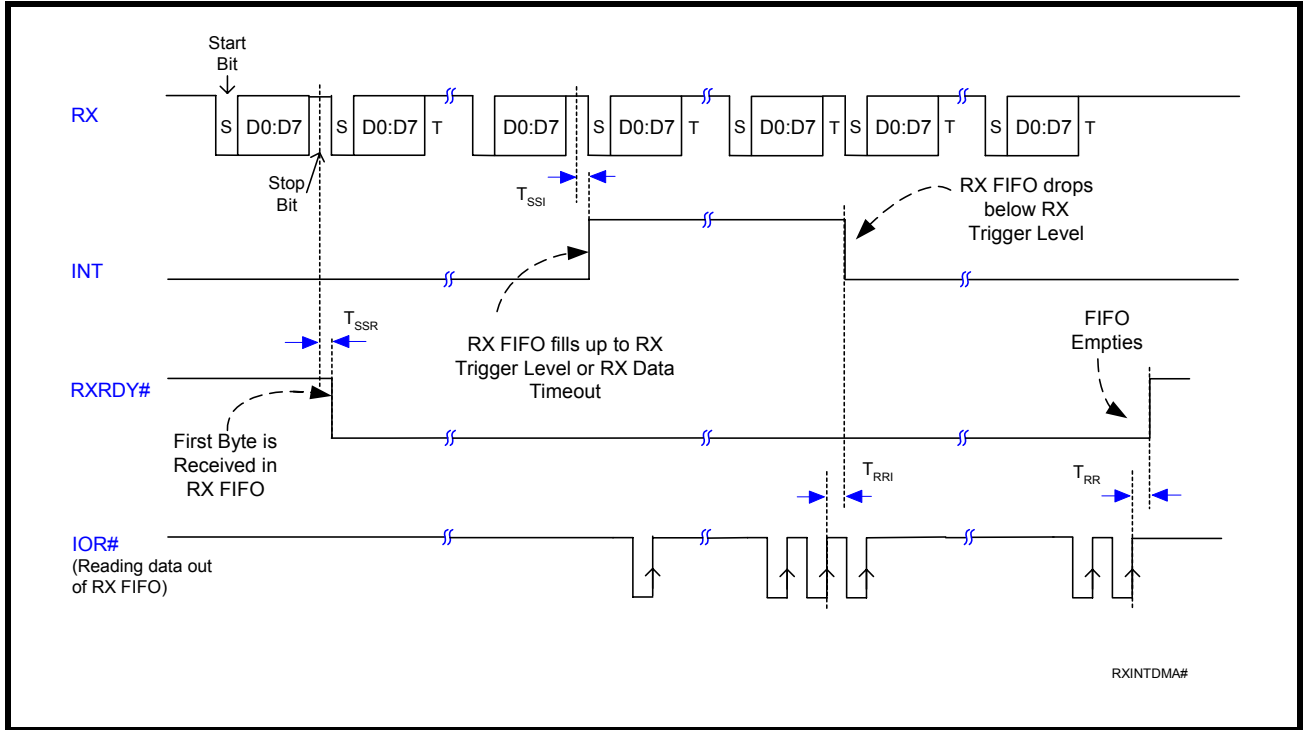 Start
Bit
RX
S D0:D7 S D0:D7 T D0:D7 S D0:D7 T S D0:D7 T S D0:D7 T S D0:D7 T
Stop
Bit
TSSI
RX FIFO drops
below RX
Trigger Level
INT
TSSR
RX FIFO fills up to RX
Trigger Level or RX Data
Timeout
FIFO
Empties
RXRDY#
First Byte is
Received in
RX FIFO
TRRI
TRR
IOR#
(Reading data out
of RX FIFO)
RXINTDMA#